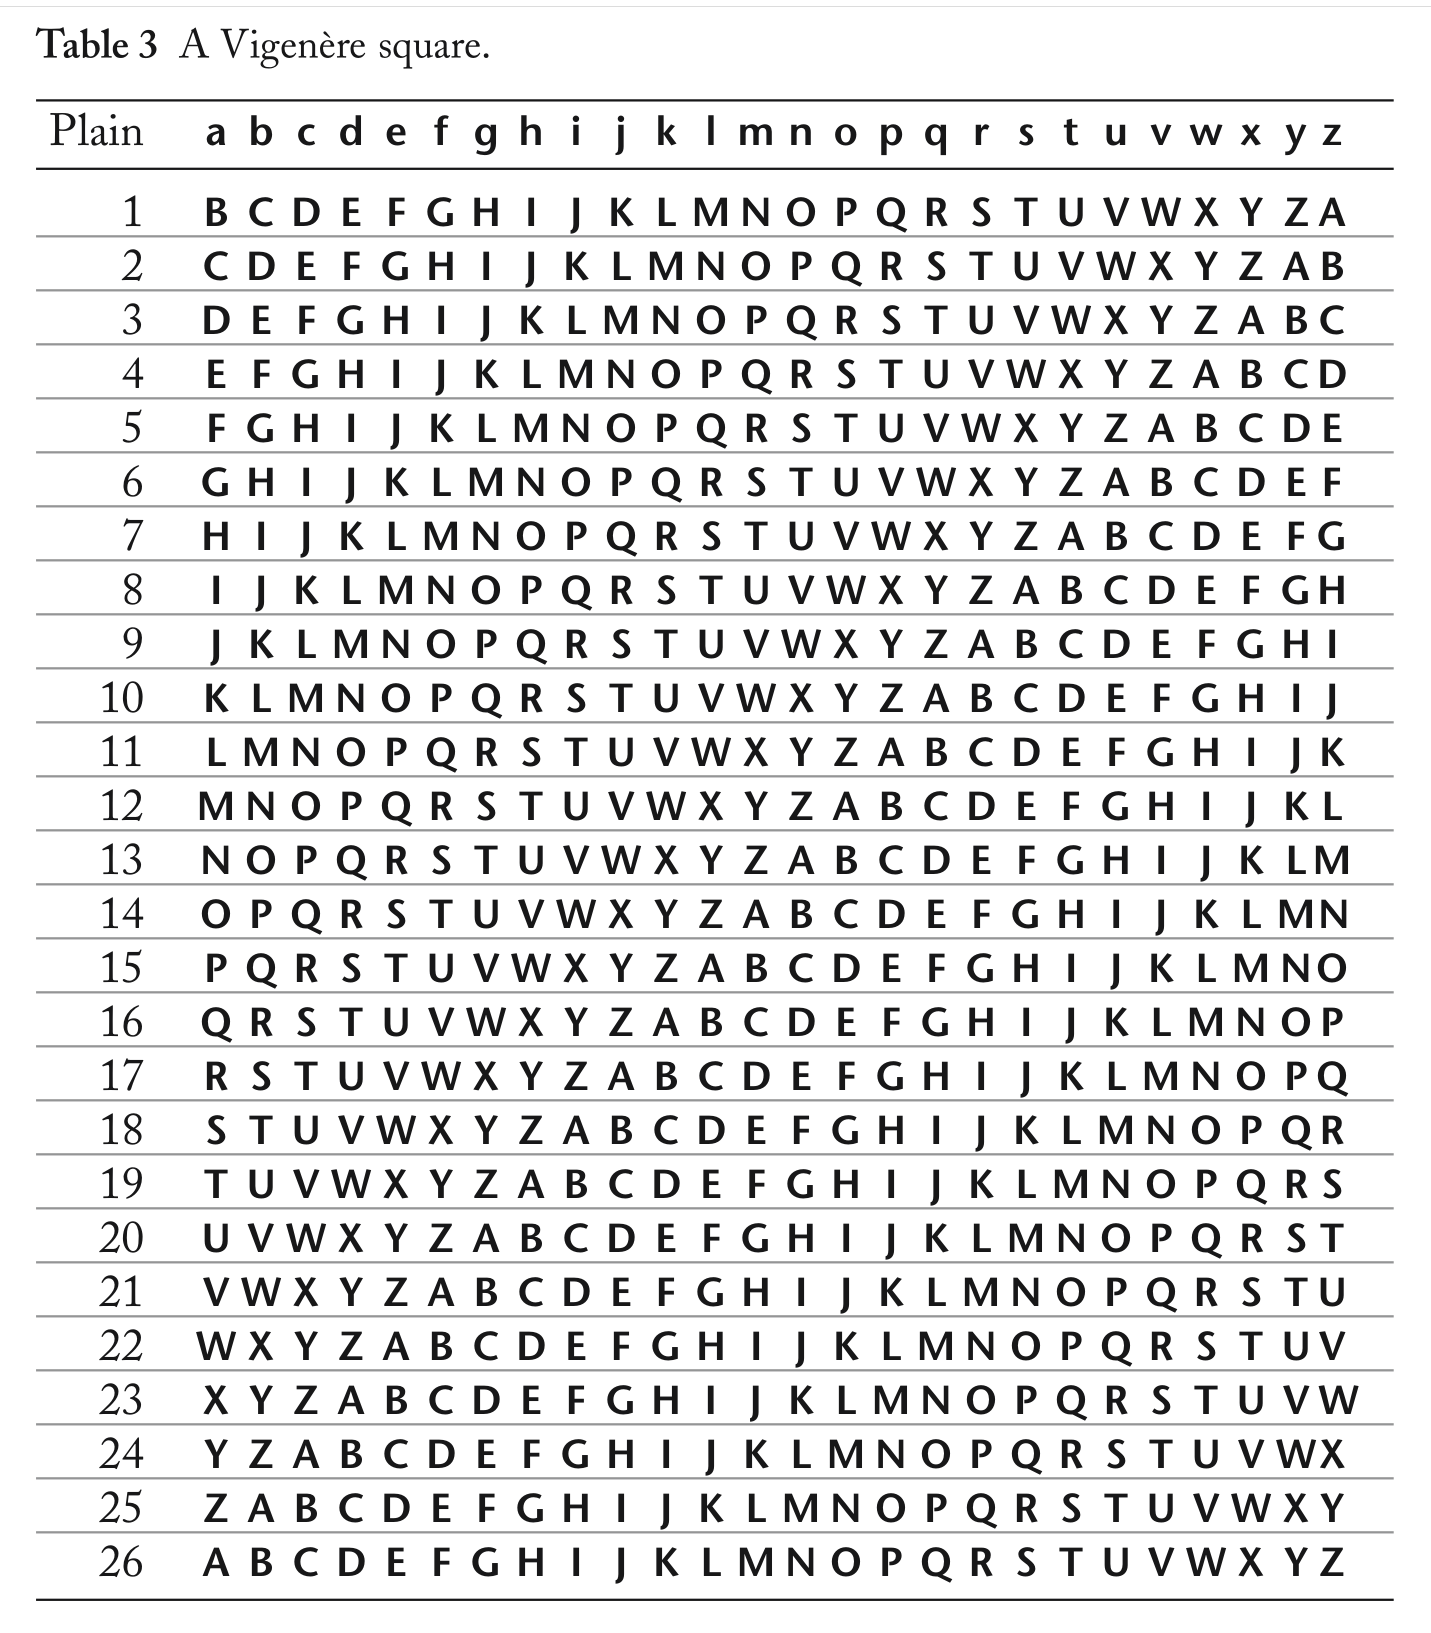 Table 3 A Vigenère square.
Plain a b c d e f g h i j k l m n o p q r s t u v w x y z
1 B C D E F G H I J K L M N O P Q R S T U V W X Y Z A
2 C D E F G H I J K L M N O P Q R S T U V W X Y Z A B
3 D E F G H I J K L M N O P Q R S T U V W X Y Z A B C
4 E F G H I J K L M N O P Q R S T U V W X Y Z A B C D
5 F G H I J K L M N O P Q R S T U V W X Y Z A B C D E
6 G H I J K L M N O P Q R S T U V W X Y Z A B C D E F
7 H I J K L M N O P Q R S T U V W X Y Z A B C D E F G
8 I J K L M N O P Q R S T U V W X Y Z A B C D E F G H
9 J K L M N O P Q R S T U V W X Y Z A B C D E F G H I
10 K L M N O P Q R S T U V W X Y Z A B C D E F G H I J
11 L M N O P Q R S T U V W X Y Z A B C D E F G H I J K
12 M N O P Q R S T U V W X Y Z A B C D E F G H I J K L
13 N O P Q R S T U V W X Y Z A B C D E F G H I J K L M
14 O P Q R S T U V W X Y Z A B C D E F G H I J K L M N
15 P Q R S T U V W X Y Z A B C D E F G H I J K L M N O
16 Q R S T U V W X Y Z A B C D E F G H I J K L M N O P
17 R S T U V W X Y Z A B C D E F G H I J K L M N O P Q
18 S T U V W X Y Z A B C D E F G H I J K L M N O P Q R
19 T U V W X Y Z A B C D E F G H I J K L M N O P Q R S
20 U V W X Y Z A B C D E F G H I J K L M N O P Q R S T
21 V W X Y Z A B C D E F G H I J K L M N O P Q R S T U
22 W X Y Z A B C D E F G H I J K L M N O P Q R S T U V
23 X Y Z A B C D E F G H I J K L M N O P Q R S T U V W
24 Y Z A B C D E F G H I J K L M N O P Q R S T U V W X
25 Z A B C D E F G H I J K L M N O P Q R S T U V W X Y
26 A B C D E F G H I J K L M N O P Q R S T U V W X Y Z